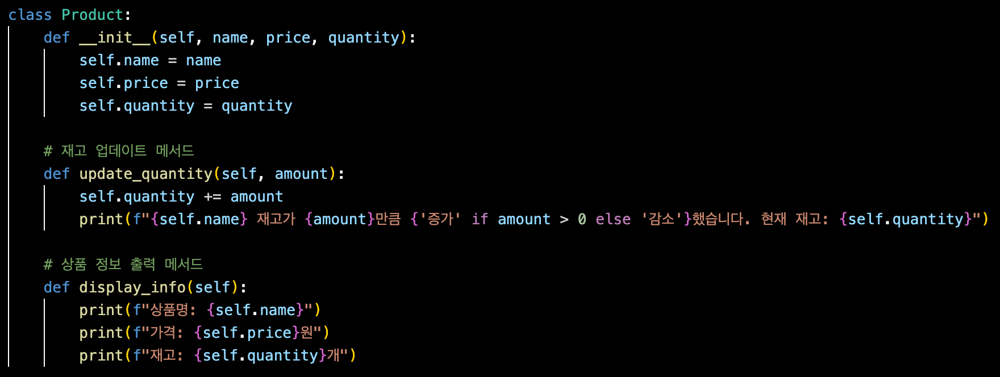 class Product:
    def __init__(self, name, price, quantity):
        self.name = name
        self.price = price
        self.quantity = quantity

    # 재고 업데이트 메서드
    def update_quantity(self, amount):
        self.quantity += amount
        print(f"{self.name} 재고가 {amount}만큼 {'증가' if amount > 0 else '감소'}했습니다. 현재 재고: {self.quantity}")

    # 상품 정보 출력 메서드
    def display_info(self):
        print(f"상품명: {self.name}")
        print(f"가격: {self.price}원")
        print(f"재고: {self.quantity}개")